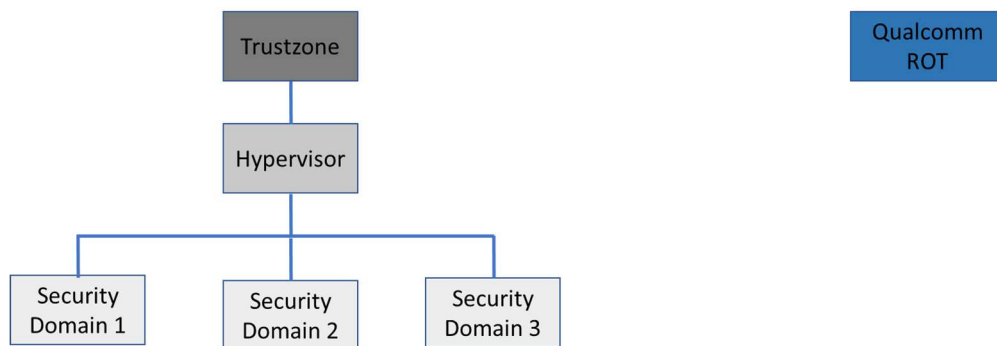 Trustzone
Qualcomm
ROT
Hypervisor
Security
Domain 1
Security
Domain 2
Security
Domain 3